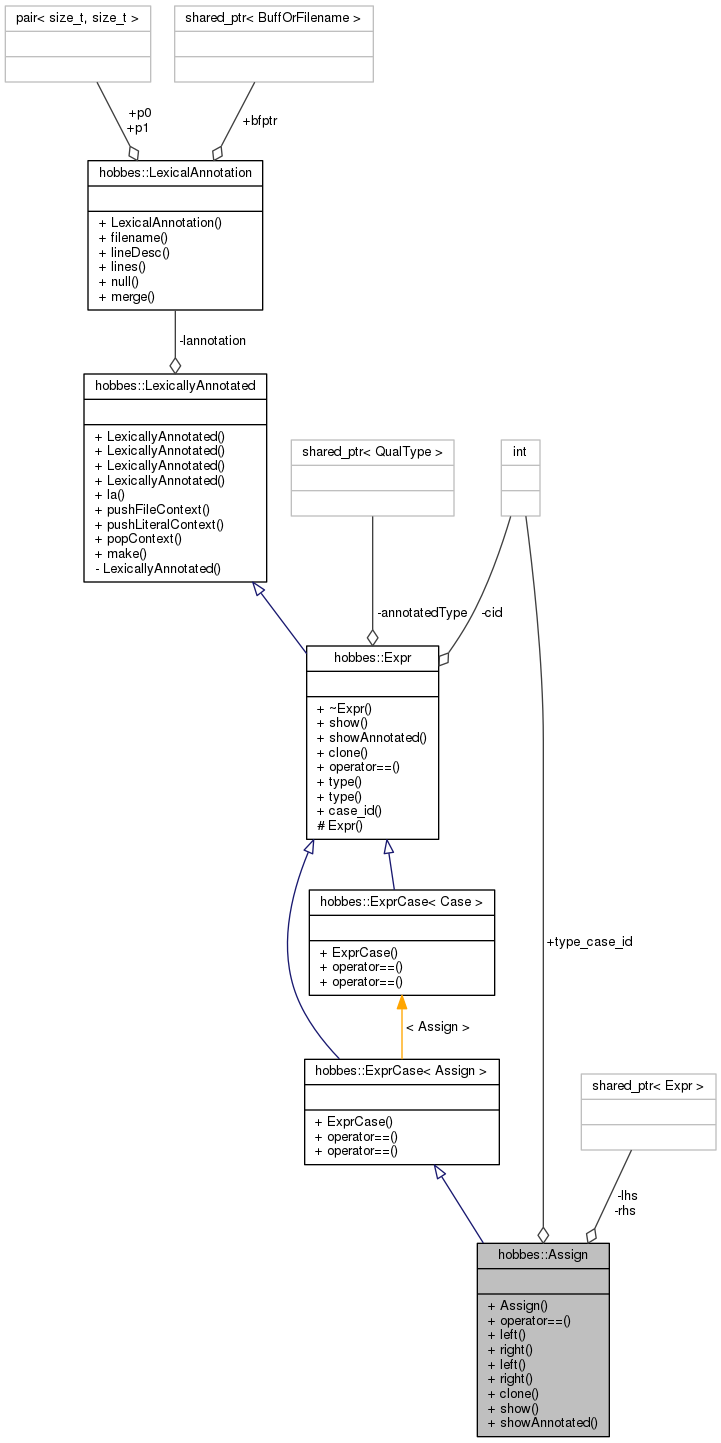 pair< size_t, size_t >
shared_ptr< BuffOrFilename >
+p0
+p1
+bfptr
hobbes::LexicalAnnotation
+ LexicalAnnotation()
+ filename()
+ lineDesc()
+ lines()
+ null()
+ merge()
-lannotation
hobbes::LexicallyAnnotated
+ LexicallyAnnotated()
+ LexicallyAnnotated()
+ LexicallyAnnotated()
+ LexicallyAnnotated()
+ la()
+ pushFileContext()
+ pushLiteralContext()
+ popContext()
+ make()
- LexicallyAnnotated()
shared_ptr< QualType >
int
-annotatedType
-cid
hobbes::Expr
+ ~Expr()
+ show()
+ showAnnotated()
+ clone()
+ operator==()
+ type()
+ type()
+ case_id()
# Expr()
hobbes::ExprCase< Case >
+ ExprCase()
+ operator==()
+ operator==()
+type_case_id
< Assign >
hobbes::ExprCase< Assign >
+ ExprCase()
+ operator==()
+ operator==()
shared_ptr< Expr >
-lhs
-rhs
hobbes::Assign
+ Assign()
+ operator==()
+ left()
+ right()
+ left()
+ right()
+ clone()
+ show()
+ showAnnotated()